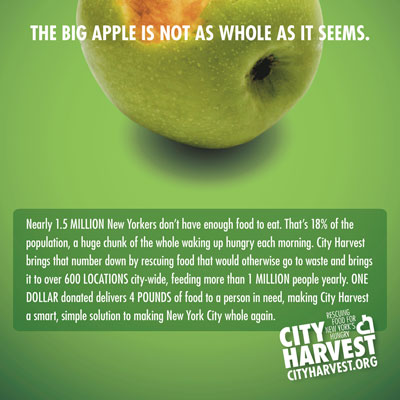 THE BIG APPLE IS NOT AS WHOLE AS IT SEEMS.
Nearly 1.5 MILLION New Yorkers don't have enough food to eat. That's 18% of the
population, a huge chunk of the whole waking up hungry each morning. City Harvest
brings that number down by rescuing food that would otherwise go to waste and brings
it to over 600 LOCATIONS city-wide, feeding more than 1 MILLION people yearly. ONE
DOLLAR donated delivers 4 POUNDS of food to a person in need, making City Harvest
a smart, simple solution to making New York City whole again.
CITY
HARVEST
RESCUING
FOOD FOR
NEW YORK'S
HUNGRY
CITYHARVEST.ORG